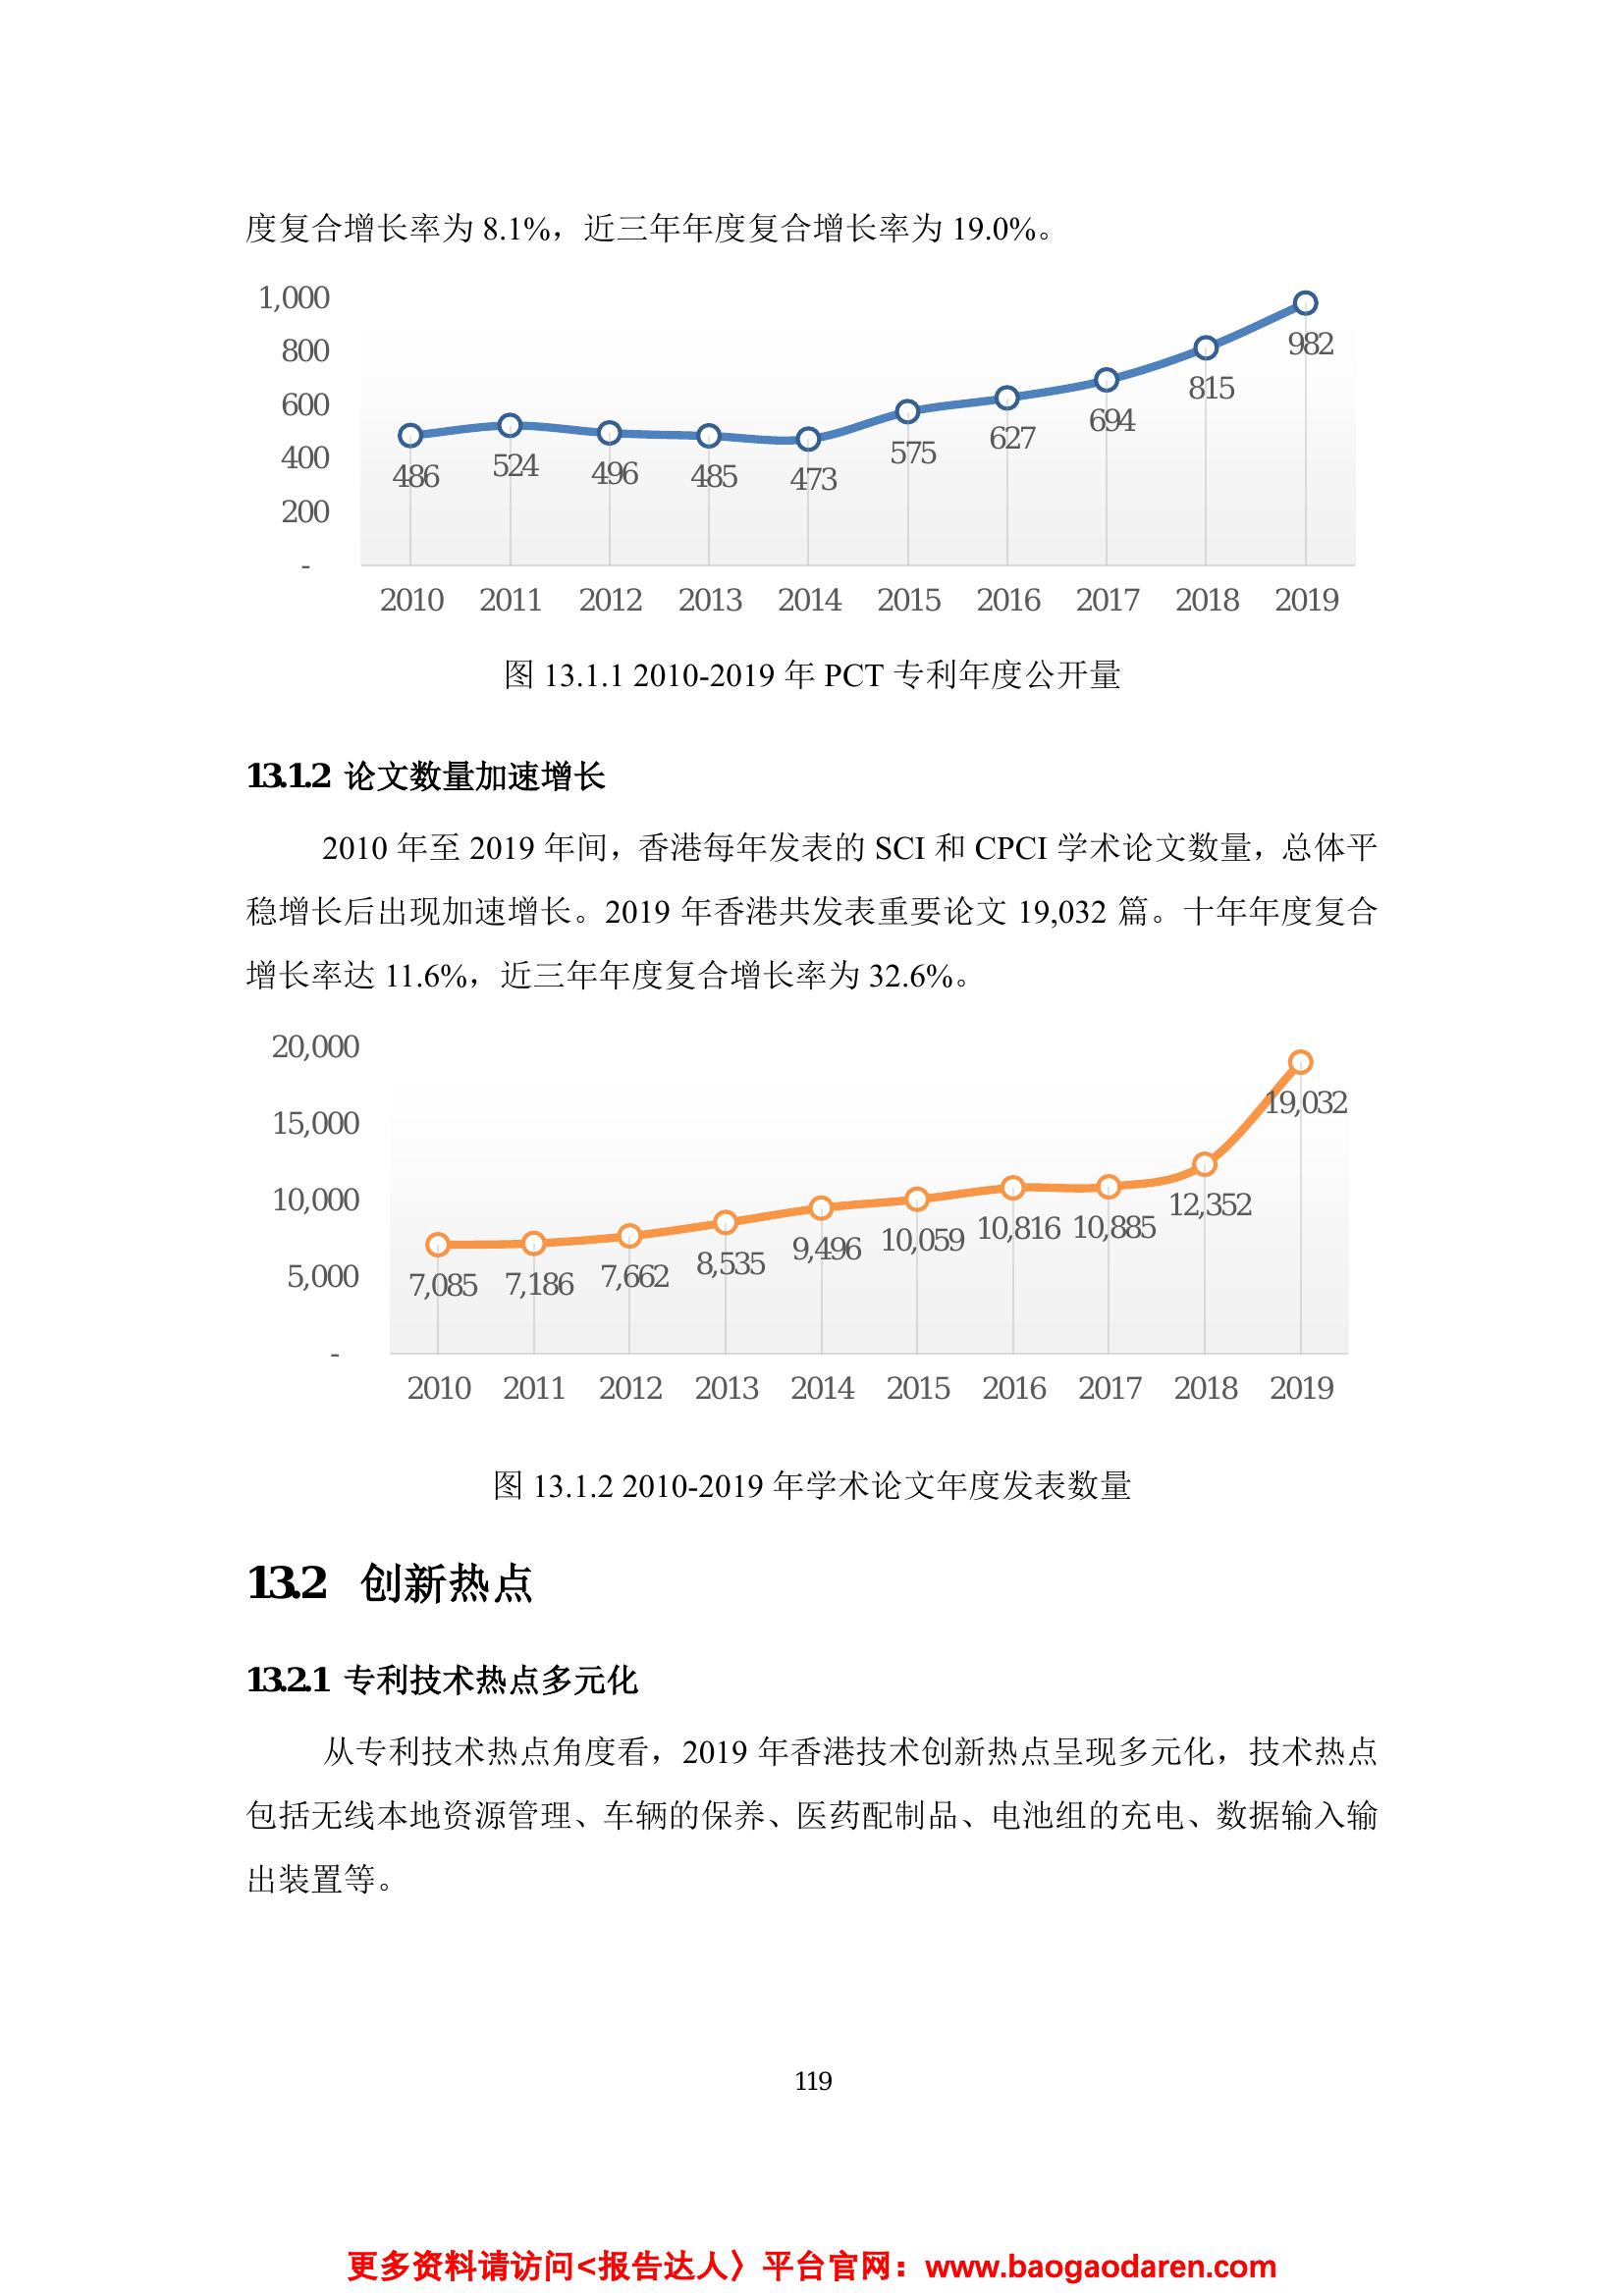 度复合增长率为 8.1%，近三年年度复合增长率为 19.0%。
1,000
800
600
400
200
-
486
524
496
485
473
575
627
694
815
982
2010 2011 2012 2013 2014 2015 2016 2017 2018 2019
图 13.1.1 2010-2019 年 PCT 专利年度公开量
13.1.2 论文数量加速增长
2010 年至 2019 年间，香港每年发表的 SCI 和 CPCI 学术论文数量，总体平
稳增长后出现加速增长。2019 年香港共发表重要论文 19,032 篇。十年年度复合
增长率达 11.6%，近三年年度复合增长率为 32.6%。
20,000
15,000
10,000
5,000
-
7,085
7,186
7,662
8,535
9,496
10,059
10,816
10,885
12,352
19,032
2010 2011 2012 2013 2014 2015 2016 2017 2018 2019
图 13.1.2 2010-2019 年学术论文年度发表数量
13.2 创新热点
13.2.1 专利技术热点多元化
从专利技术热点角度看，2019 年香港技术创新热点呈现多元化，技术热点
包括无线本地资源管理、车辆的保养、医药配制品、电池组的充电、数据输入输
出装置等。
119
更多资料请访问<报告达人〉平台官网：www.baogaodaren.com